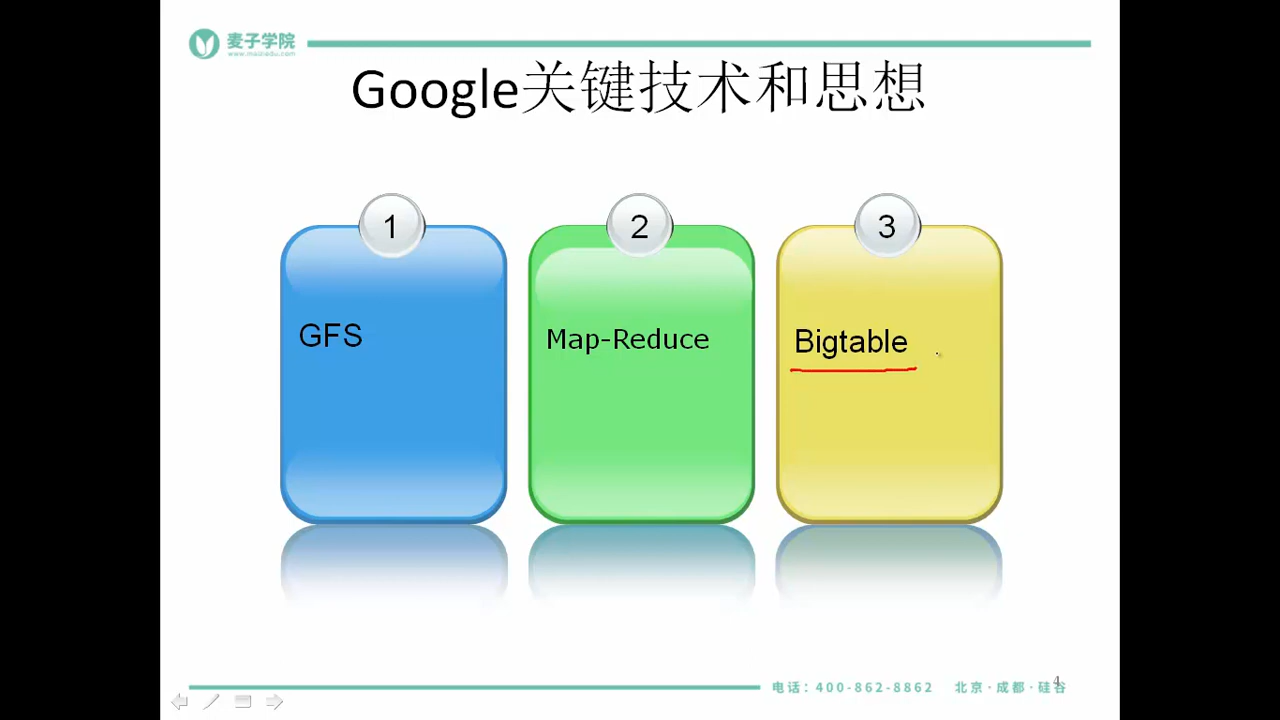 麦子学院
www.maiziedu.com
Google关键技术和思想
1
2
3
GFS
Map-Reduce
Bigtable
电话：400-862-8862
北京·成都·硅谷
4